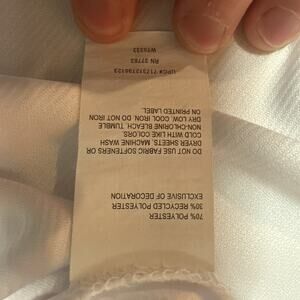 70% POLYESTER
30% RECYCLED POLYESTER
EXCLUSIVE OF DECORATION
DO NOT USE FABRIC SOFTENERS OR
DRYER SHEETS, MACHINE WASH
COLD WITH LIKE COLORS.
NON-CHLORINE BLEACH. TUMBLE
DRY LOW. COOL IRON. DO NOT IRON
ON PRINTED LABEL.
UPC#
RN